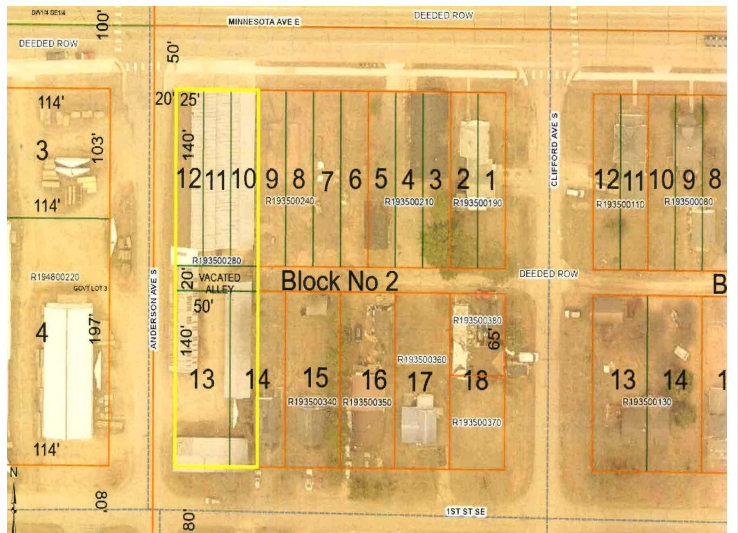 SW1/4 SE1/4
100'
MINNESOTA AVE E
DEEDED ROW
DEEDED ROW
50'
114'
3
103'
114'
R194800220
GOVT LOT 3
4
197'
114'
N
80'
ANDERSON AVE S
20'
25'
140'
12
11
10
9
8
7
6
5
4
3
2
1
R193500240
R193500210
R193500190
R193500280
20'
VACATED
ALLEY
50'
Block No 2
DEEDED ROW
140'
13
14
15
16
17
18
R193500340
R193500350
R193500360
R193500380
65'
R193500370
80'
1ST ST SE
CLIFFORD AVE S
12
11
10
9
8
R193500110
R193500080
B
13
14
1
R193500130